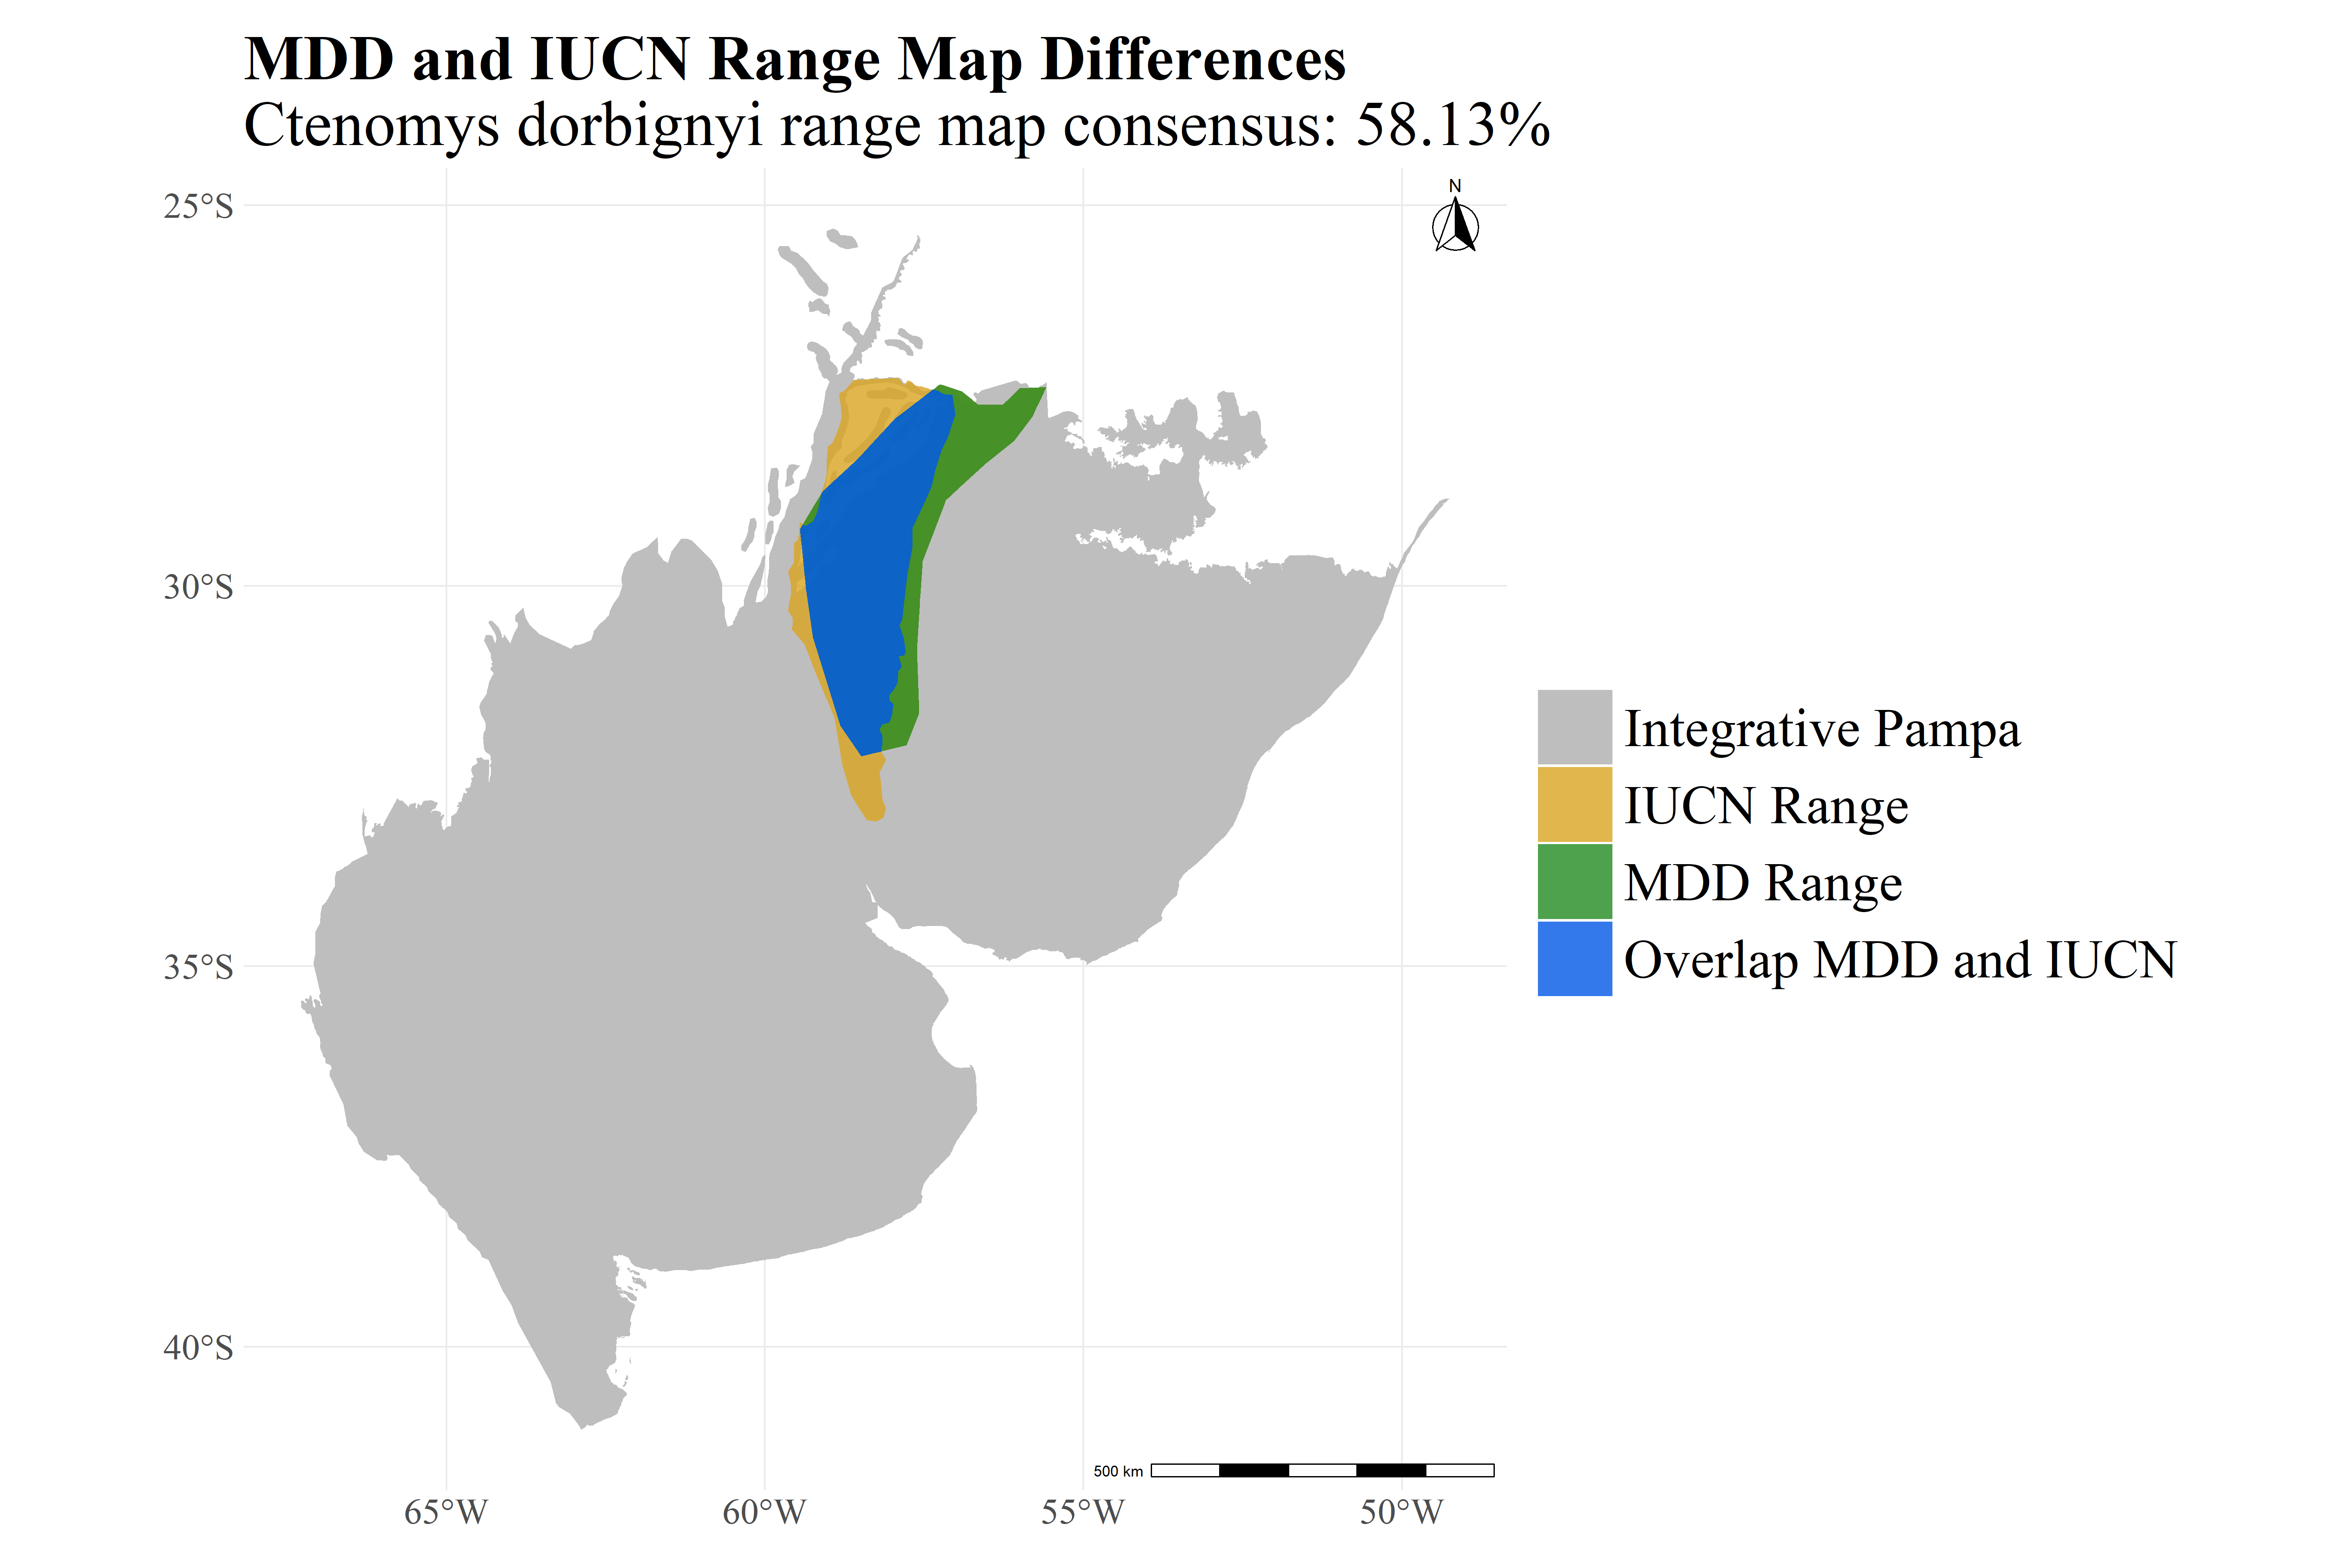 MDD and IUCN Range Map Differences
Ctenomys dorbignyi range map consensus: 58.13%
25°S
N
30°S
Integrative Pampa
IUCN Range
MDD Range
Overlap MDD and IUCN
35°S
40°S
500 km
65°W
60°W
55°W
50°W